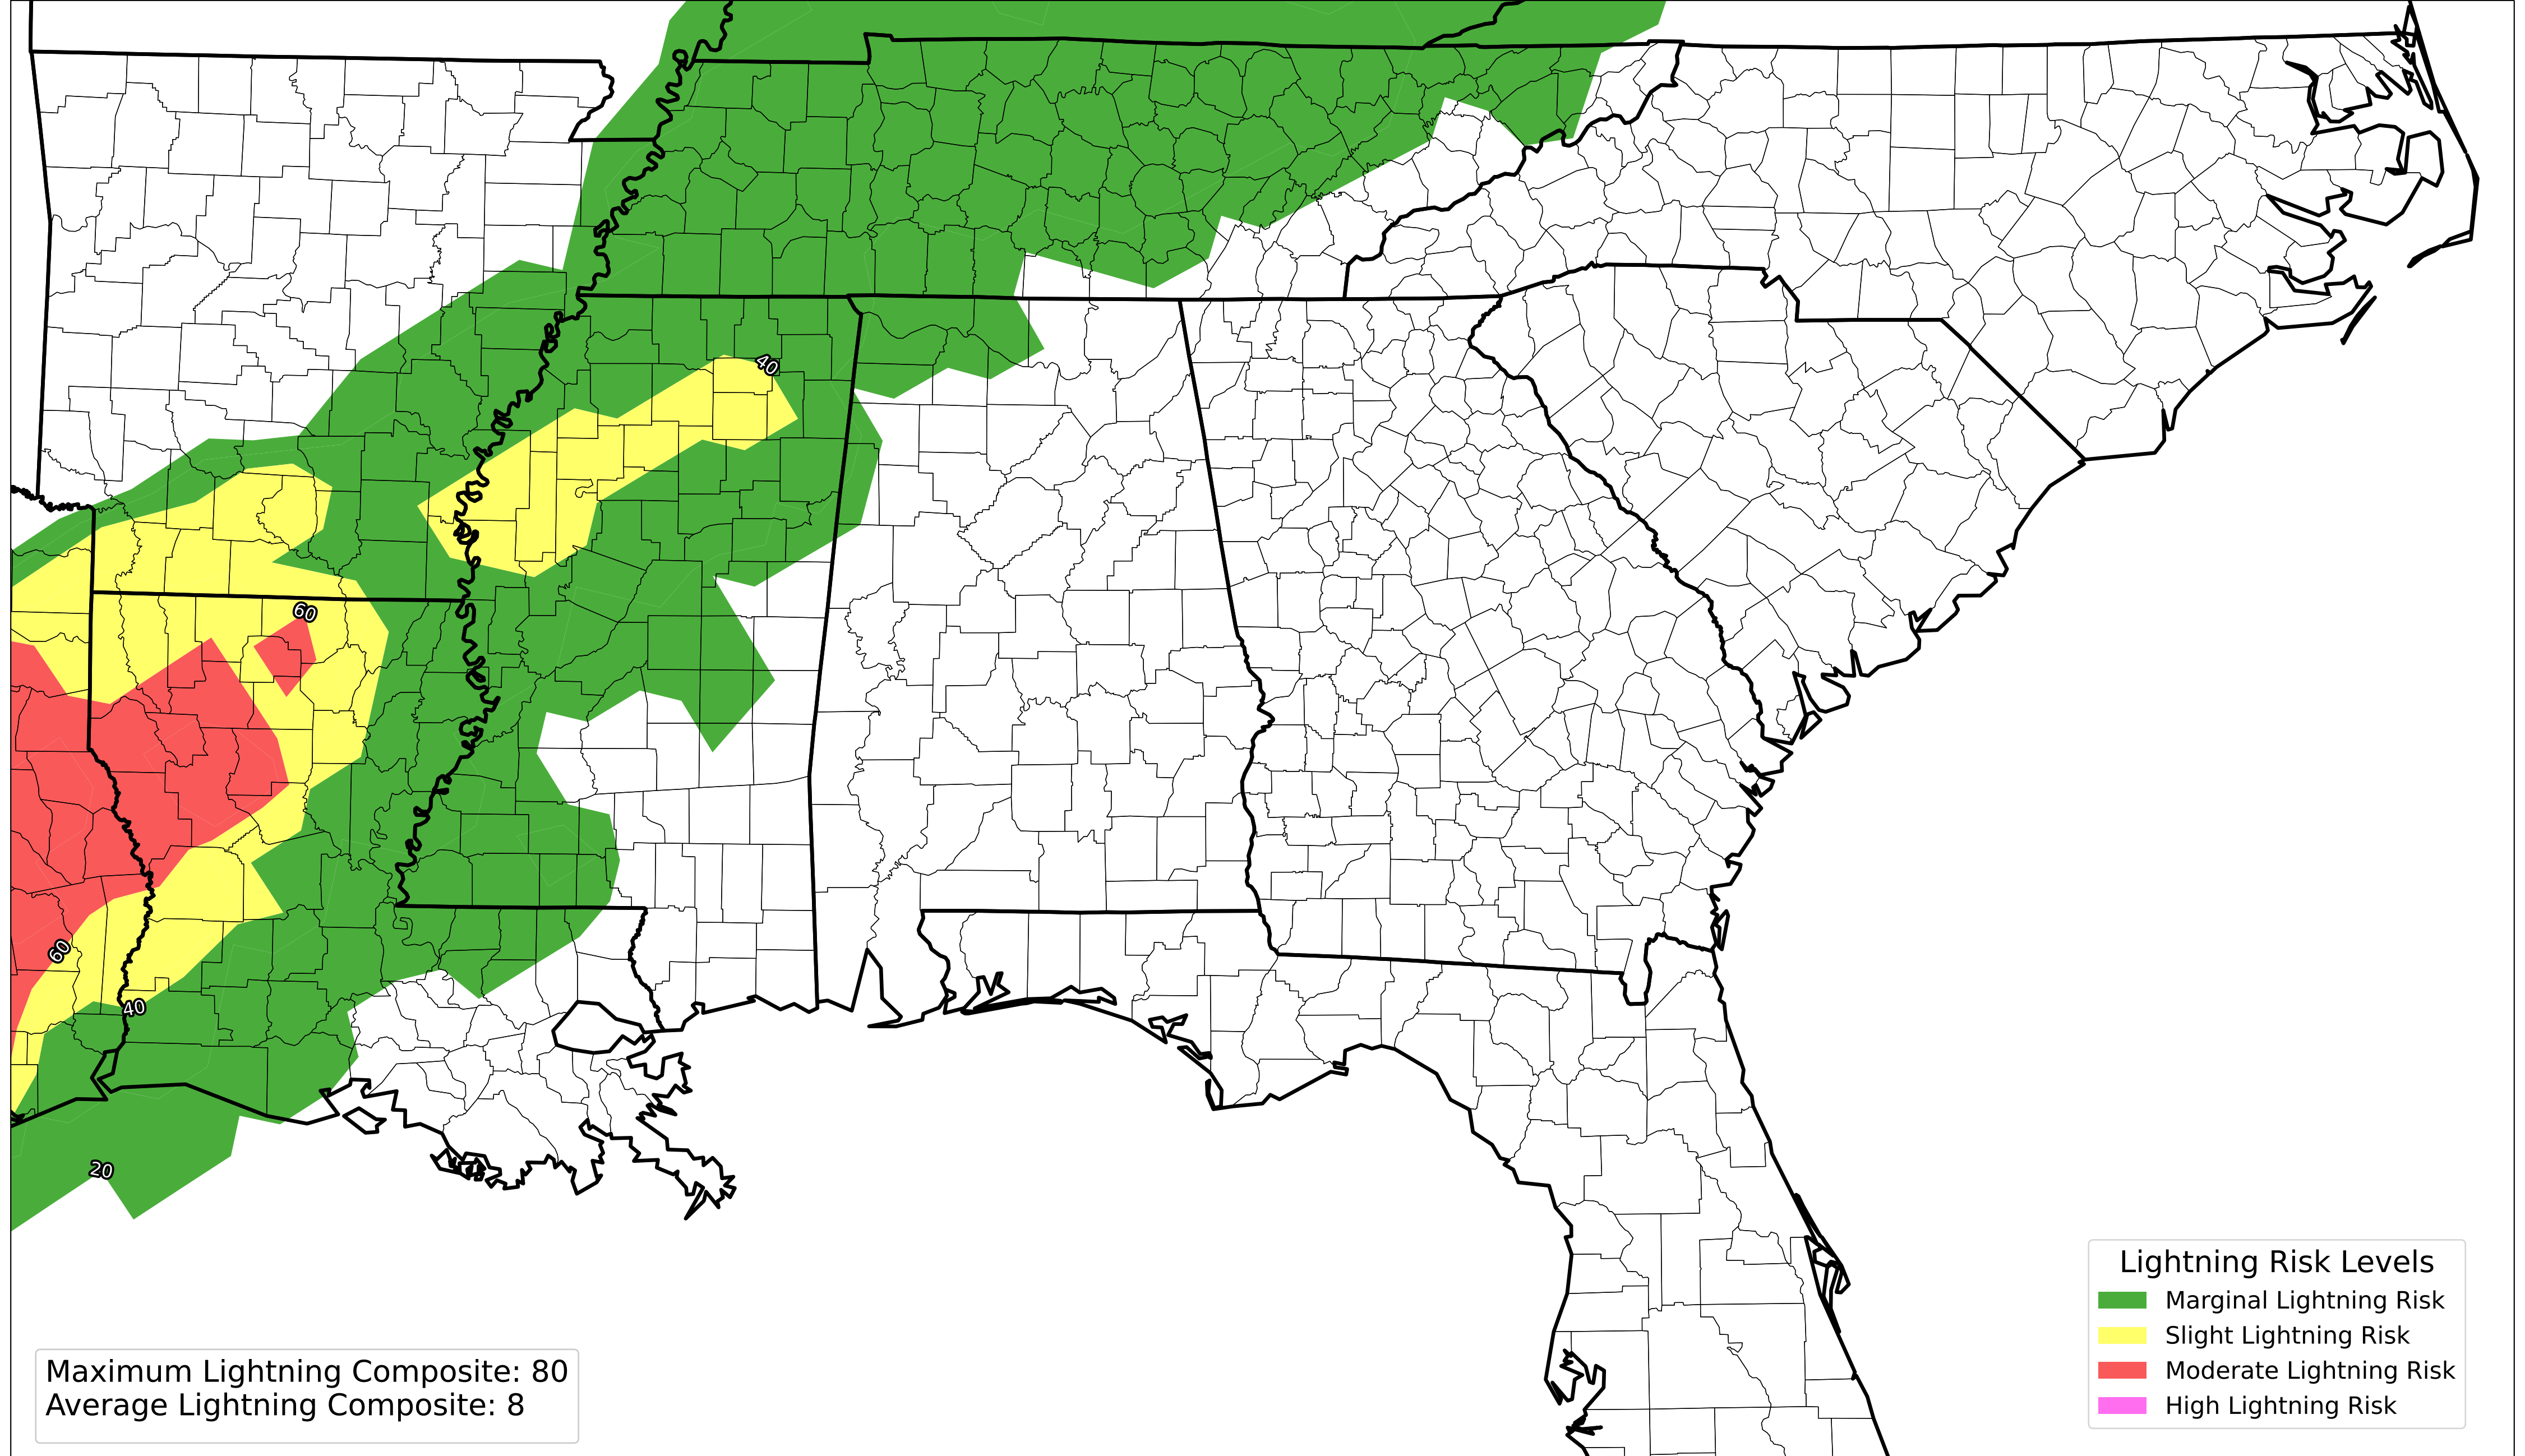 40
60
60
40
20
Lightning Risk Levels
Marginal Lightning Risk
Slight Lightning Risk
Moderate Lightning Risk
High Lightning Risk
Maximum Lightning Composite: 80
Average Lightning Composite: 8